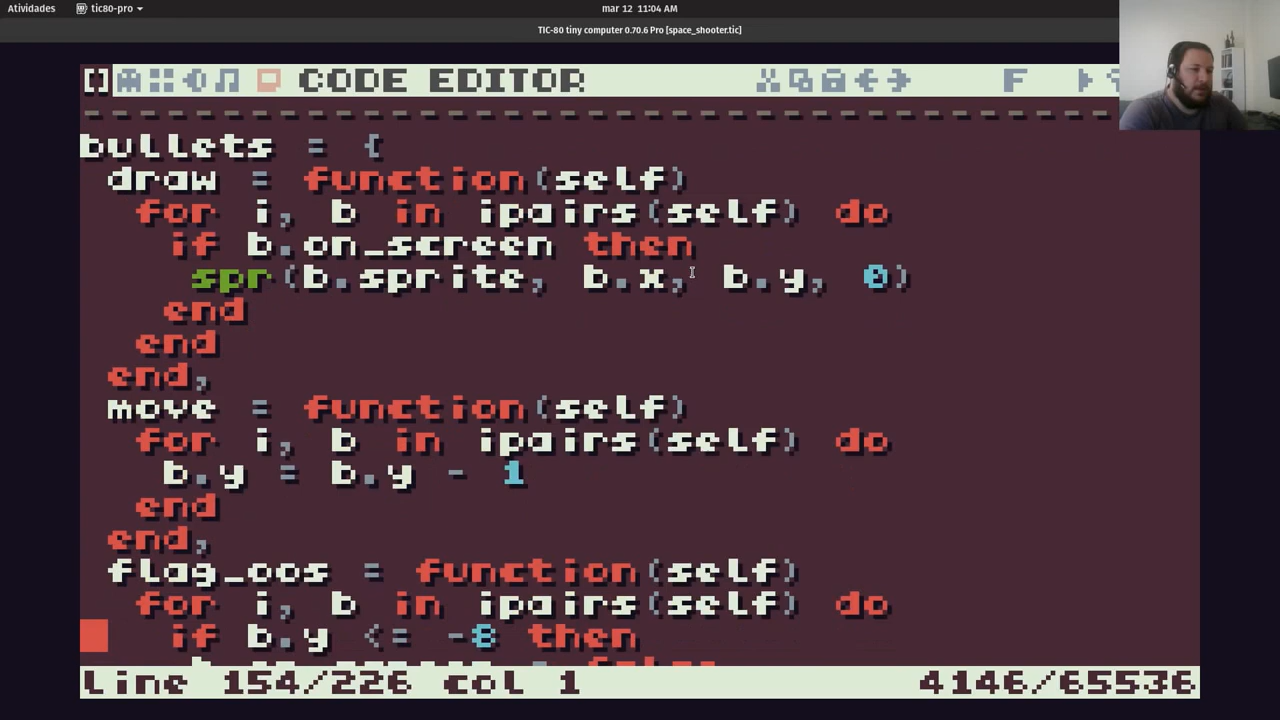 Atividades tic80-pro mar 12 11:04 AM
TIC-80 tiny computer 0.70.6 Pro [space_shooter.tic]
CODE EDITOR F
bullets = {
draw = function(self)
for i, b in ipairs(self) do
if b.on_screen then
spr(b.sprite, b.x, b.y, 0)
end
end
end,
move = function(self)
for i, b in ipairs(self) do
b.y = b.y - 1
end
end,
flag_oos = function(self)
for i, b in ipairs(self) do
if b.y <= -8 then
line 154/226 col 1 4146/65536